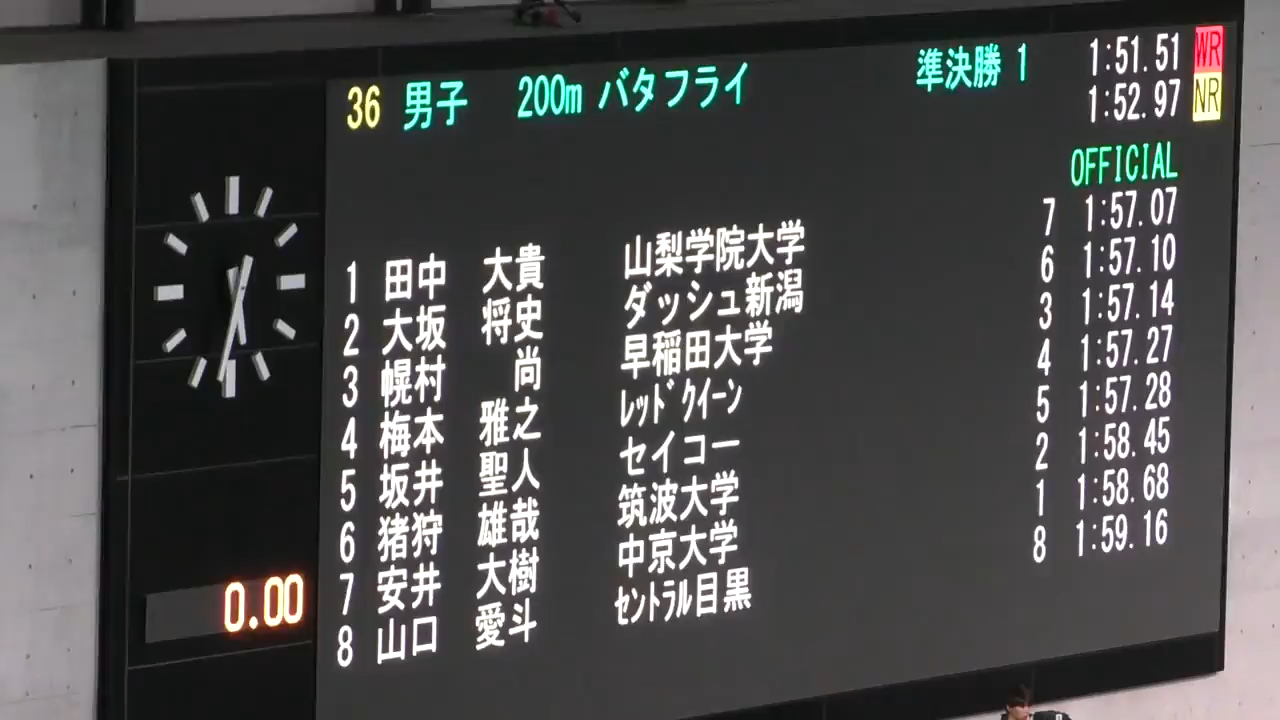 36 男子 200m バタフライ 準決勝 1 1:51.51 WR
1:52.97 NR
OFFICIAL
1 田中 大貴 山梨学院大学 7 1:57.07
2 大坂 将史 ダッシュ新潟 6 1:57.10
3 幌村 尚 早稲田大学 3 1:57.14
4 梅本 雅之 レッドクイーン 4 1:57.27
5 坂井 聖人 セイコー 5 1:57.28
6 猪狩 雄哉 筑波大学 2 1:58.45
7 安井 大樹 中京大学 1 1:58.68
8 山口 愛斗 セントラル目黒 8 1:59.16
0.00